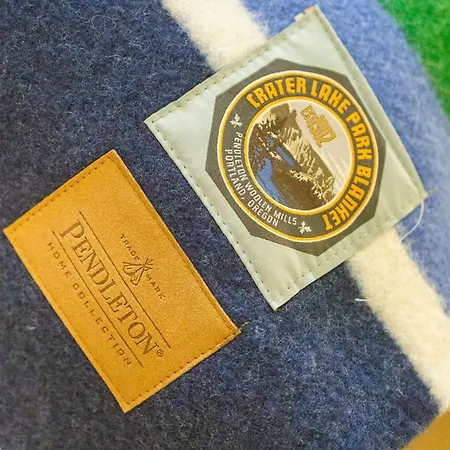 CRATER LAKE PARK BLANKET
PENDLETON WOOLEN MILLS
PORTLAND, OREGON
TRADE MARK
PENDLETON®
HOME COLLECTION